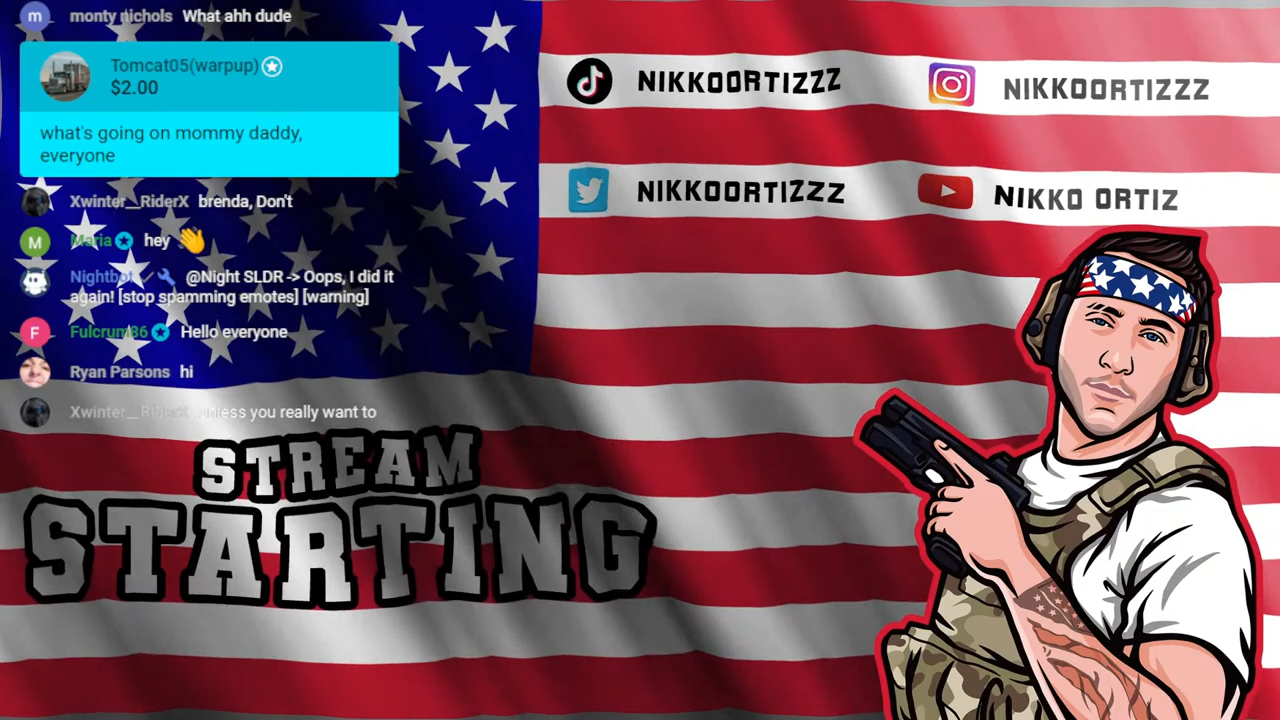 monty nichols What ahh dude
Tomcat05(warpup)
$2.00
what's going on mommy daddy,
everyone
Xwinter__RiderX brenda, Don't
M Maria hey
Nightbot @Night SLDR -> Oops, I did it
again! [stop spamming emotes] [warning]
F Fulcrum86 Hello everyone
Ryan Parsons hi
Xwinter__RiderX unless you really want to
NIKKOORTIZZZ
NIKKOORTIZZZ
NIKKOORTIZZZ
NIKKO ORTIZ
STREAM
STARTING